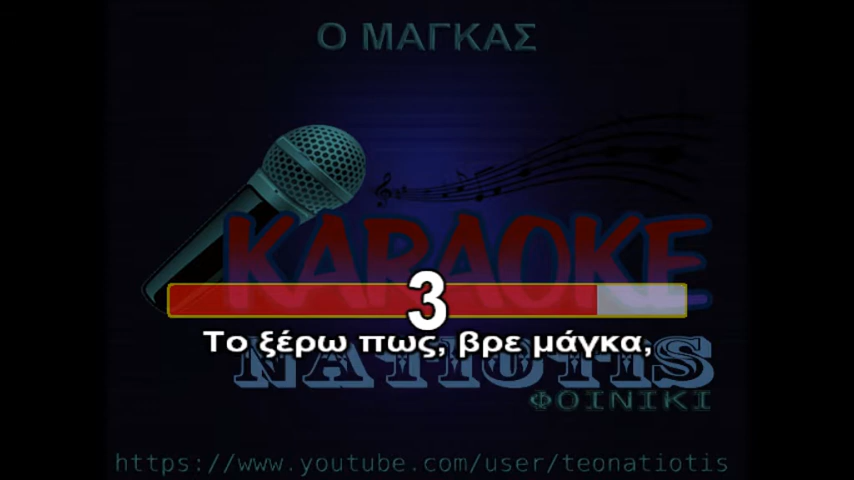 Ο ΜΑΓΚΑΣ
KARAOKE
3
Το ξέρω πως, βρε μάγκα,
NATIOTIS
ΦΟΙΝΙΚΙ
https://www.youtube.com/user/teonatiotis